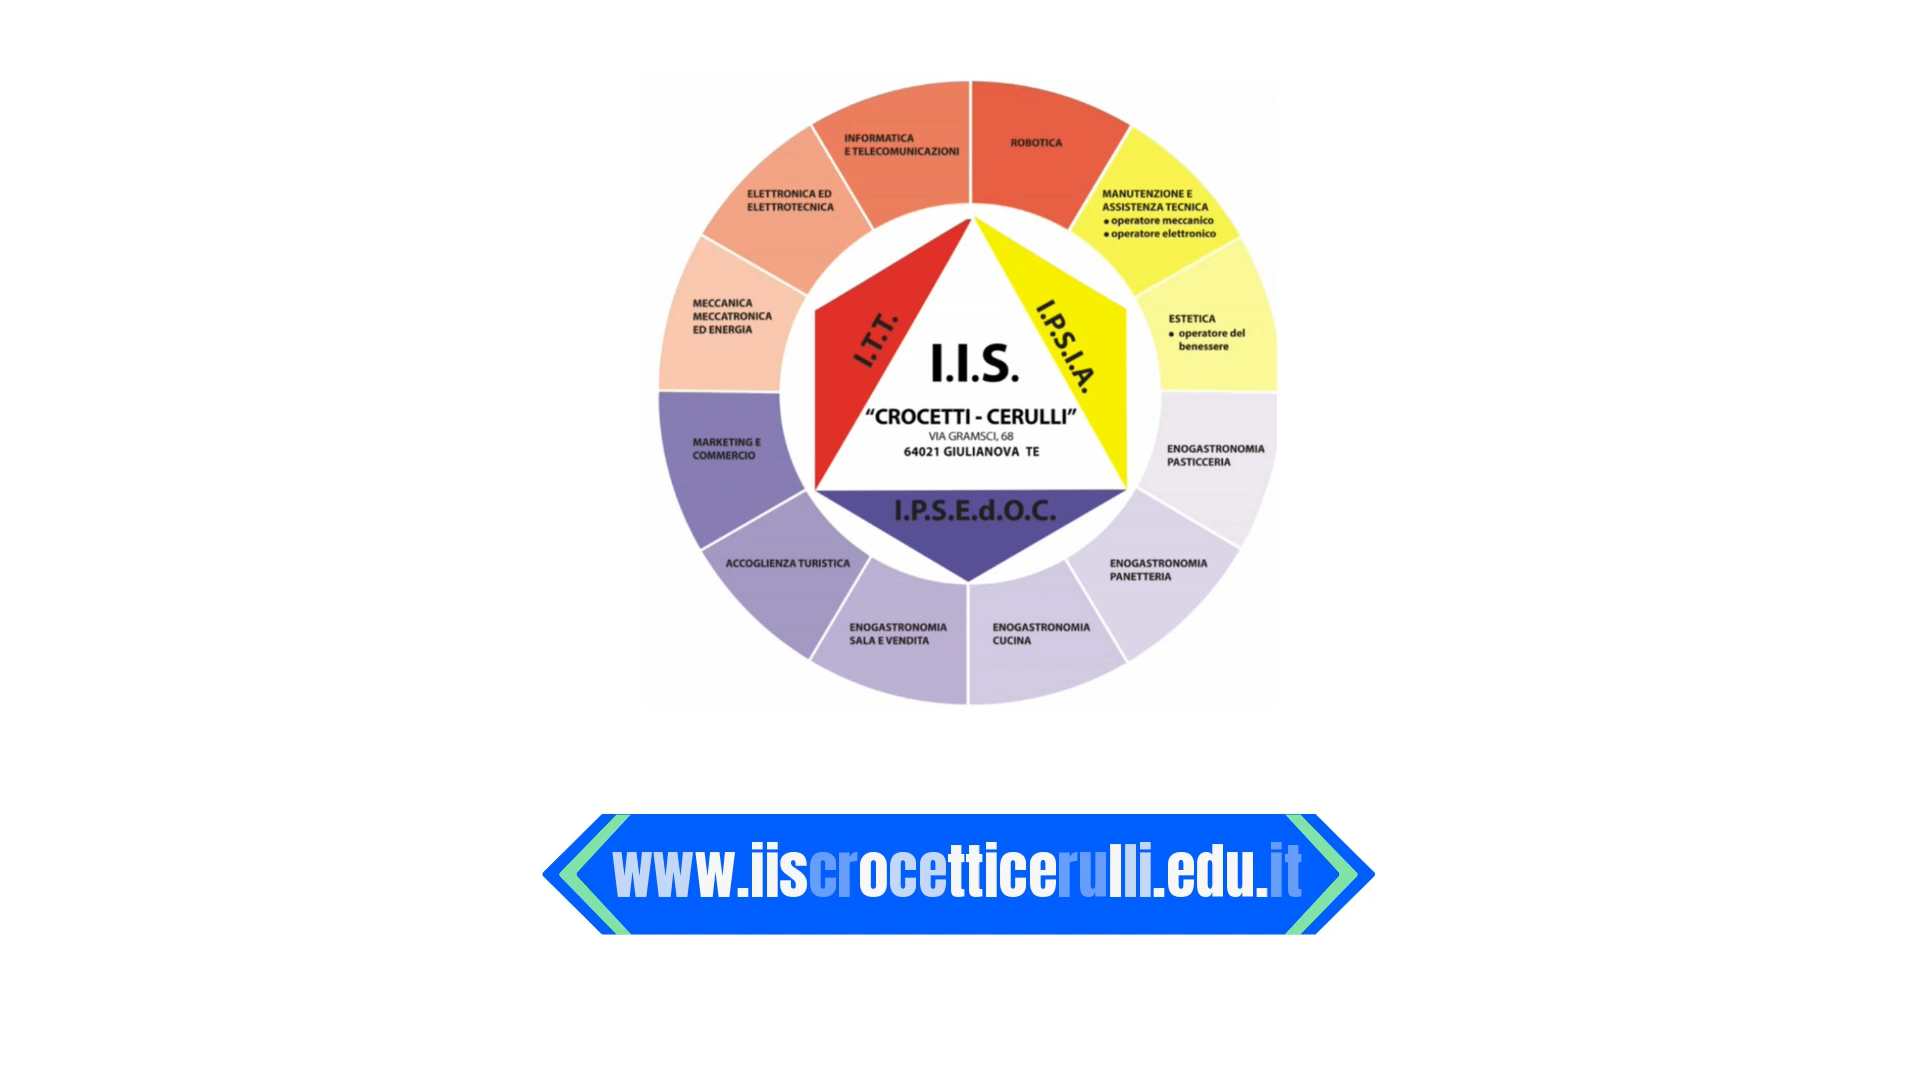 INFORMATICA
E TELECOMUNICAZIONI
ROBOTICA
ELETTRONICA ED
ELETTROTECNICA
MANUTENZIONE E
ASSISTENZA TECNICA
• operatore meccanico
• operatore elettronico
MECCANICA
MECCATRONICA
ED ENERGIA
ESTETICA
• operatore del
benessere
I.T.T.
I.P.S.I.A.
I.I.S.
“CROCETTI - CERULLI”
VIA GRAMSCI, 68
64021 GIULIANOVA TE
I.P.S.E.d.O.C.
MARKETING E
COMMERCIO
ENOGASTRONOMIA
PASTICCERIA
ACCOGLIENZA TURISTICA
ENOGASTRONOMIA
PANETTERIA
ENOGASTRONOMIA
SALA E VENDITA
ENOGASTRONOMIA
CUCINA
www.iiscrocetticerulli.edu.it